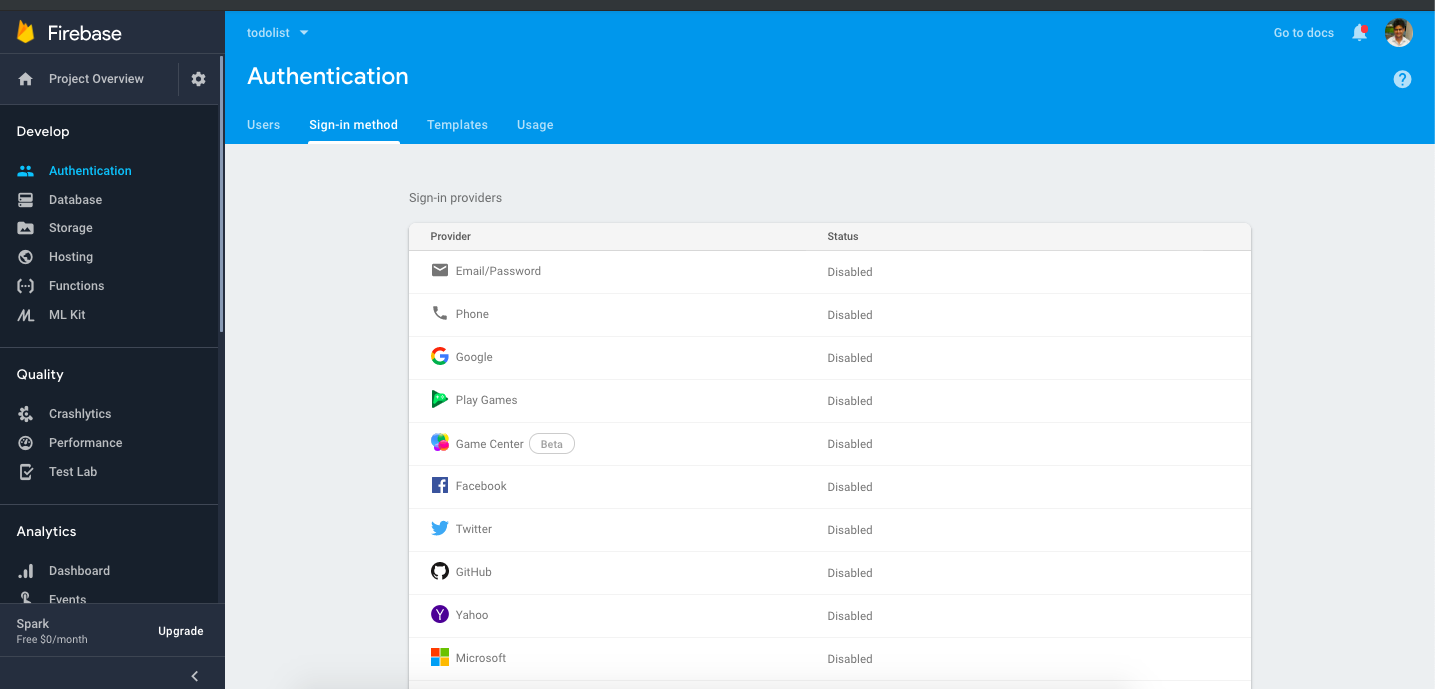 Firebase
Project Overview
Develop
Authentication
Database
Storage
Hosting
Functions
ML Kit
Quality
Crashlytics
Performance
Test Lab
Analytics
Dashboard
Events
Spark
Free $0/month
Upgrade
todolist
Go to docs
Authentication
Users Sign-in method Templates Usage
Sign-in providers
Provider Status
Email/Password Disabled
Phone Disabled
Google Disabled
Play Games Disabled
Game Center Beta Disabled
Facebook Disabled
Twitter Disabled
GitHub Disabled
Yahoo Disabled
Microsoft Disabled